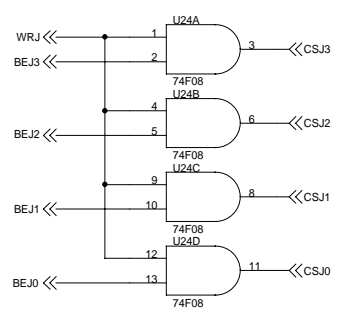 U24A
WRJ 1
3 CSJ3
BEJ3 2
74F08
U24B
4
6 CSJ2
BEJ2 5
74F08
U24C
9
8 CSJ1
BEJ1 10
74F08
U24D
12
11 CSJ0
BEJ0 13
74F08